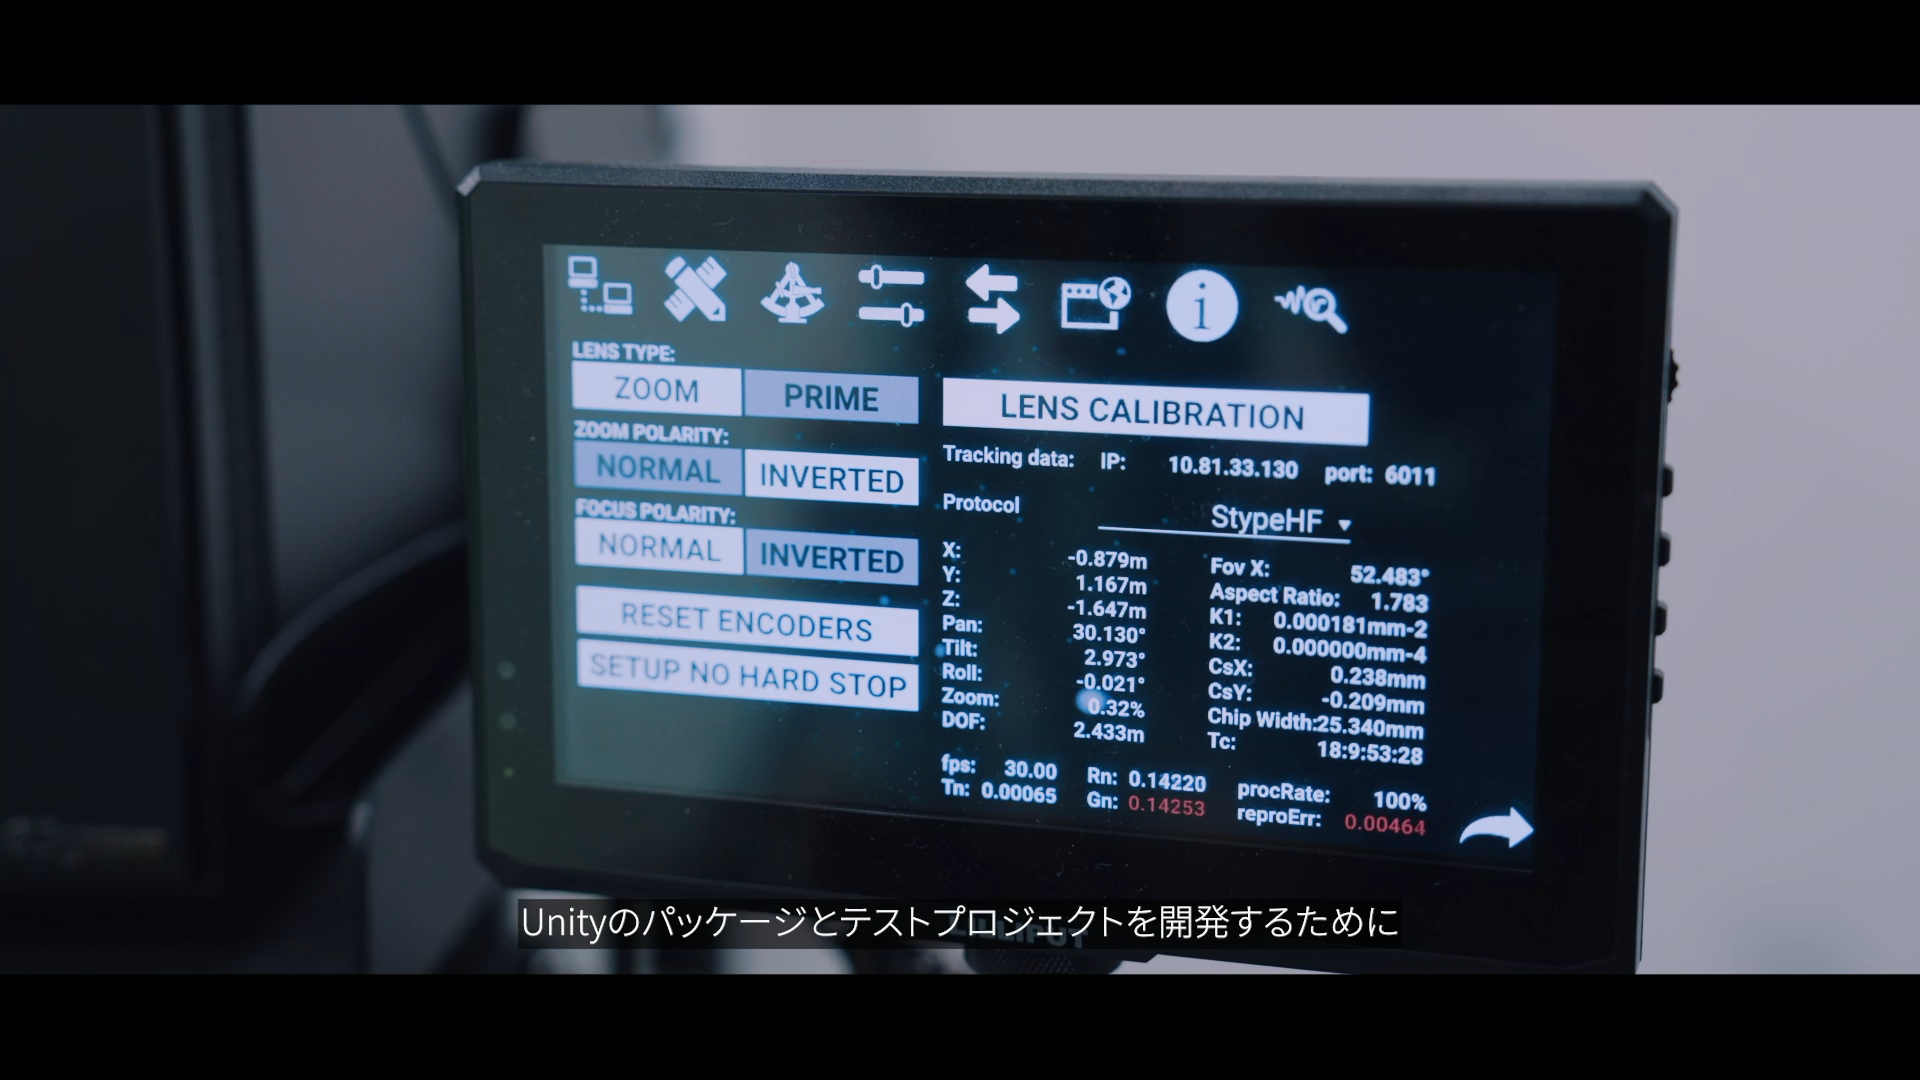 LENS TYPE:
ZOOM PRIME
ZOOM POLARITY:
NORMAL INVERTED
FOCUS POLARITY:
NORMAL INVERTED
RESET ENCODERS
SETUP NO HARD STOP
LENS CALIBRATION
Tracking data: IP: 10.81.33.130 port: 6011
Protocol StypeHF
X: -0.879m
Y: 1.167m
Z: -1.647m
Pan: 30.130°
Tilt: 2.973°
Roll: -0.021°
Zoom: 0.32%
DOF: 2.433m
Fov X: 52.483°
Aspect Ratio: 1.783
K1: 0.000181mm-2
K2: 0.000000mm-4
CsX: 0.238mm
CsY: -0.209mm
Chip Width:25.340mm
Tc: 18:9:53:28
fps: 30.00 Rn: 0.14220 procRate: 100%
Tn: 0.00065 Gn: 0.14253 reproErr: 0.00464
Unityのパッケージとテストプロジェクトを開発するために